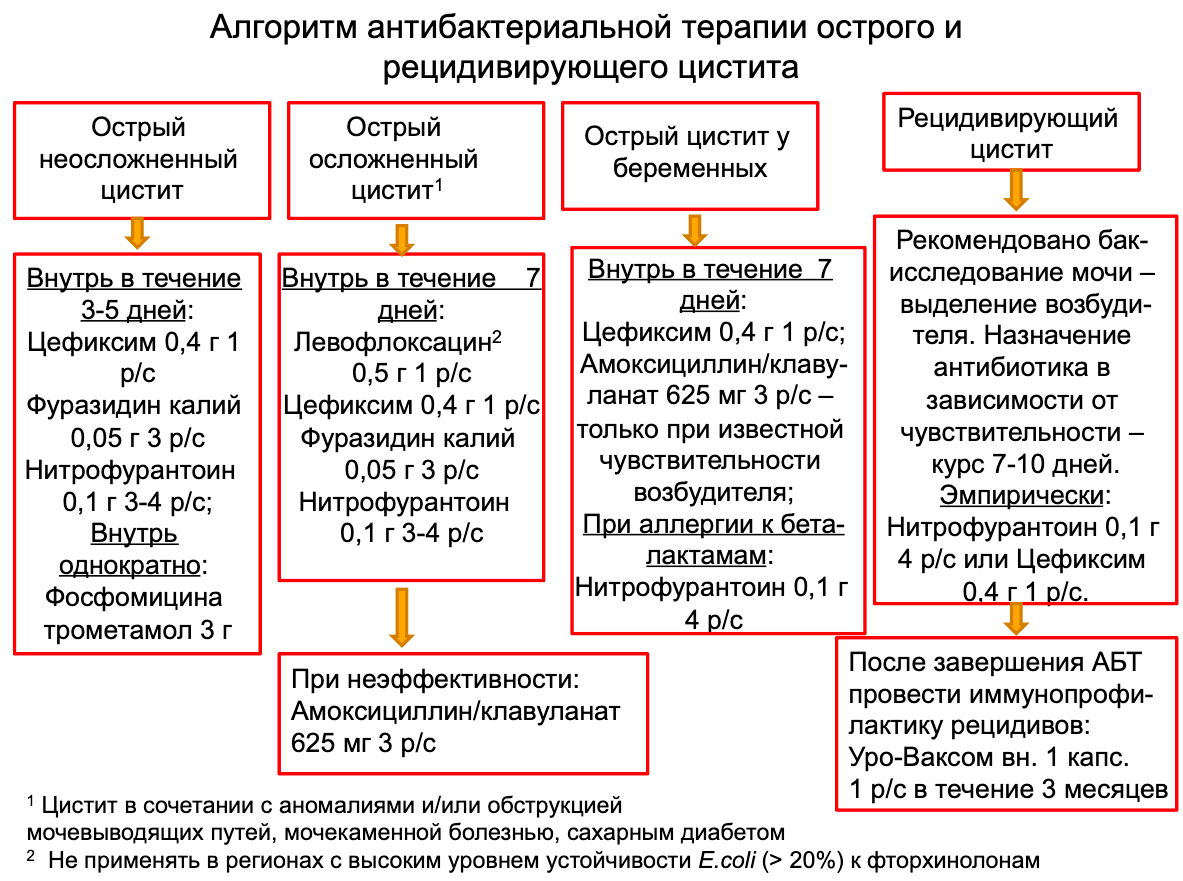 Алгоритм антибактериальной терапии острого и
рецидивирующего цистита
Острый
неосложненный
цистит
Внутрь в течение
3-5 дней:
Цефиксим 0,4 г 1
р/с
Фуразидин калий
0,05 г 3 р/с
Нитрофурантоин
0,1 г 3-4 р/с;
Внутрь
однократно:
Фосфомицина
трометамол 3 г
Острый
осложненный
цистит1
Внутрь в течение 7
дней:
Левофлоксацин2
0,5 г 1 р/с
Цефиксим 0,4 г 1 р/с
Фуразидин калий
0,05 г 3 р/с
Нитрофурантоин
0,1 г 3-4 р/с
При неэффективности:
Амоксициллин/клавуланат
625 мг 3 р/с
Острый цистит у
беременных
Внутрь в течение 7
дней:
Цефиксим 0,4 г 1 р/с;
Амоксициллин/клаву-
ланат 625 мг 3 р/с –
только при известной
чувствительности
возбудителя;
При аллергии к бета-
лактамам:
Нитрофурантоин 0,1 г
4 р/с
Рецидивирующий
цистит
Рекомендовано бак-
исследование мочи –
выделение возбуди-
теля. Назначение
антибиотика в
зависимости от
чувствительности –
курс 7-10 дней.
Эмпирически:
Нитрофурантоин 0,1 г
4 р/с или Цефиксим
0,4 г 1 р/с.
После завершения АБТ
провести иммунопрофи-
лактику рецидивов:
Уро-Ваксом вн. 1 капс.
1 р/с в течение 3 месяцев
1 Цистит в сочетании с аномалиями и/или обструкцией
мочевыводящих путей, мочекаменной болезнью, сахарным диабетом
2 Не применять в регионах с высоким уровнем устойчивости E.coli (> 20%) к фторхинолонам